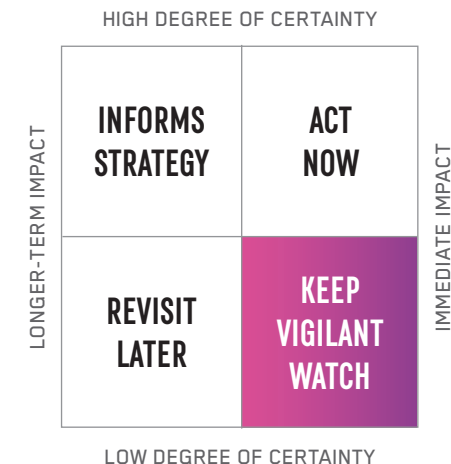 HIGH DEGREE OF CERTAINTY
LONGER-TERM IMPACT
INFORMS
STRATEGY
ACT
NOW
IMMEDIATE IMPACT
REVISIT
LATER
KEEP
VIGILANT
WATCH
LOW DEGREE OF CERTAINTY